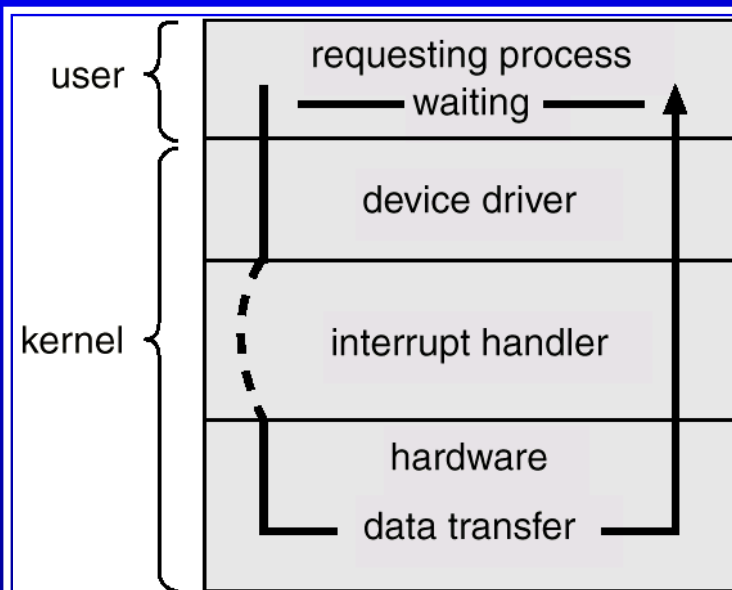 user
requesting process
waiting
device driver
kernel
interrupt handler
hardware
data transfer